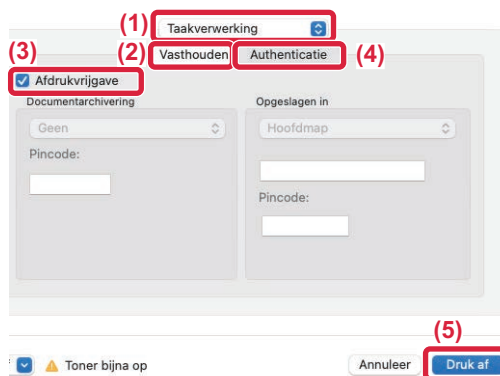 (1) Taakverwerking
(2) Vasthouden Authenticatie (4)
(3) Afdrukvrijgave
Documentarchivering Opgeslagen in
Geen Hoofdmap
Pincode:
Pincode:
(5)
Toner bijna op Annuleer Druk af